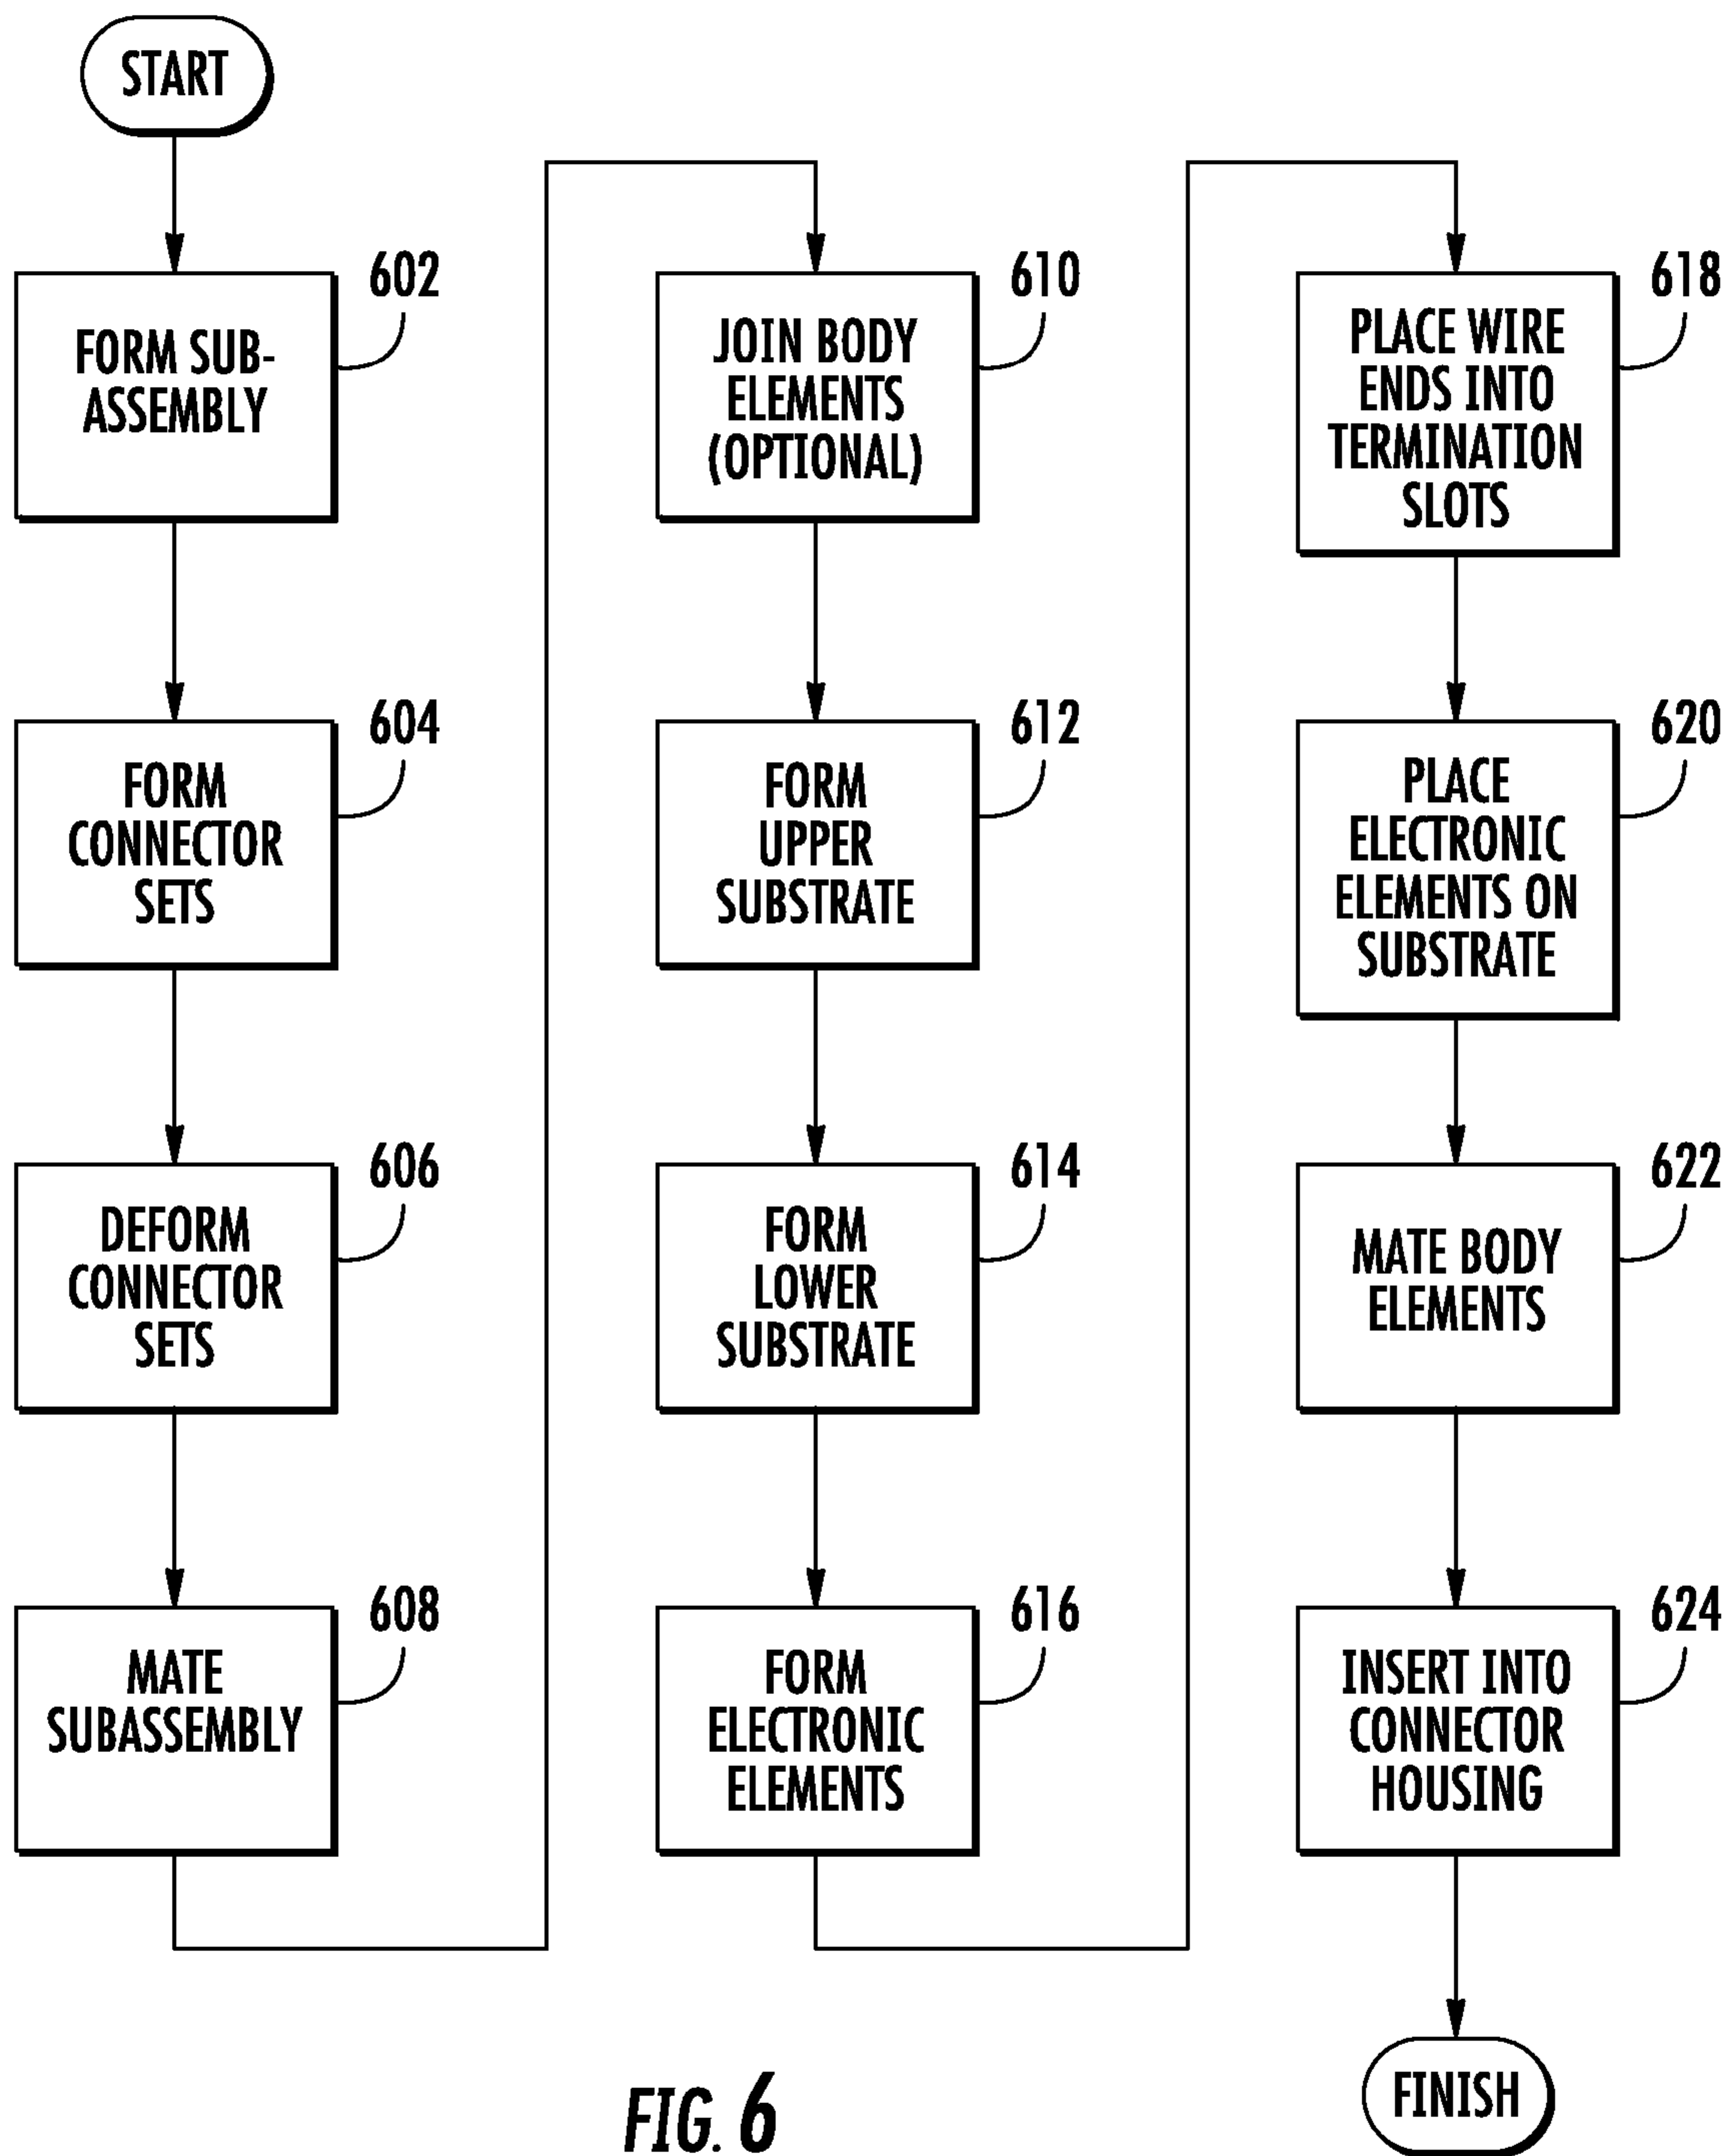 START
602
FORM SUB-
ASSEMBLY
604
FORM
CONNECTOR
SETS
606
DEFORM
CONNECTOR
SETS
608
MATE
SUBASSEMBLY
610
JOIN BODY
ELEMENTS
(OPTIONAL)
612
FORM
UPPER
SUBSTRATE
614
FORM
LOWER
SUBSTRATE
616
FORM
ELECTRONIC
ELEMENTS
618
PLACE WIRE
ENDS INTO
TERMINATION
SLOTS
620
PLACE
ELECTRONIC
ELEMENTS ON
SUBSTRATE
622
MATE BODY
ELEMENTS
624
INSERT INTO
CONNECTOR
HOUSING
FINISH
FIG. 6